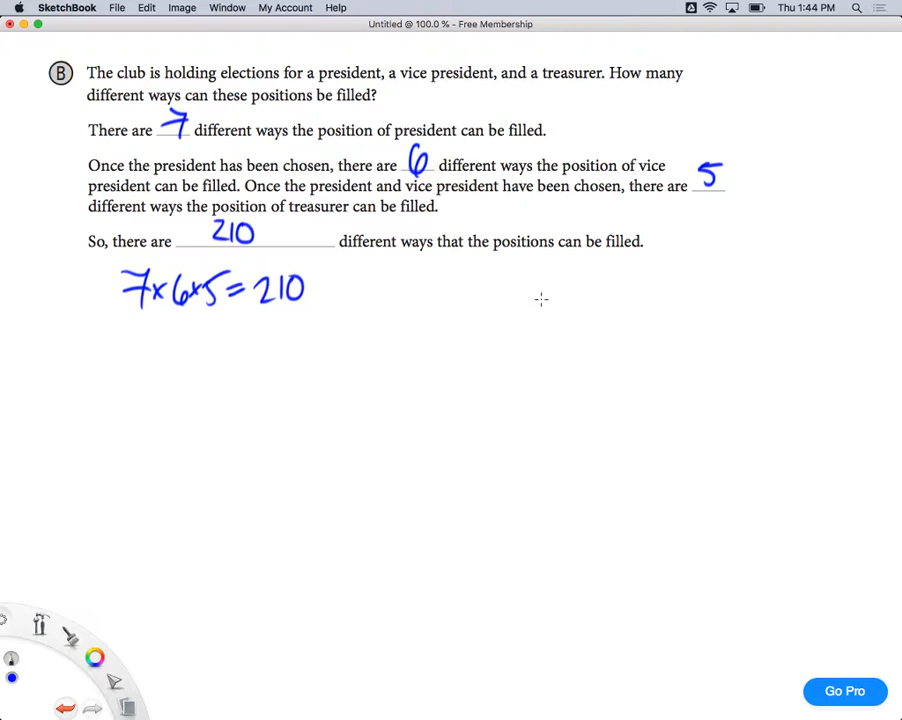 SketchBook File Edit Image Window My Account Help Thu 1:44 PM
Untitled @ 100.0 % - Free Membership
B The club is holding elections for a president, a vice president, and a treasurer. How many
different ways can these positions be filled?
There are 7 different ways the position of president can be filled.
Once the president has been chosen, there are 6 different ways the position of vice
president can be filled. Once the president and vice president have been chosen, there are 5
different ways the position of treasurer can be filled.
So, there are 210 different ways that the positions can be filled.
7×6×5=210
Go Pro